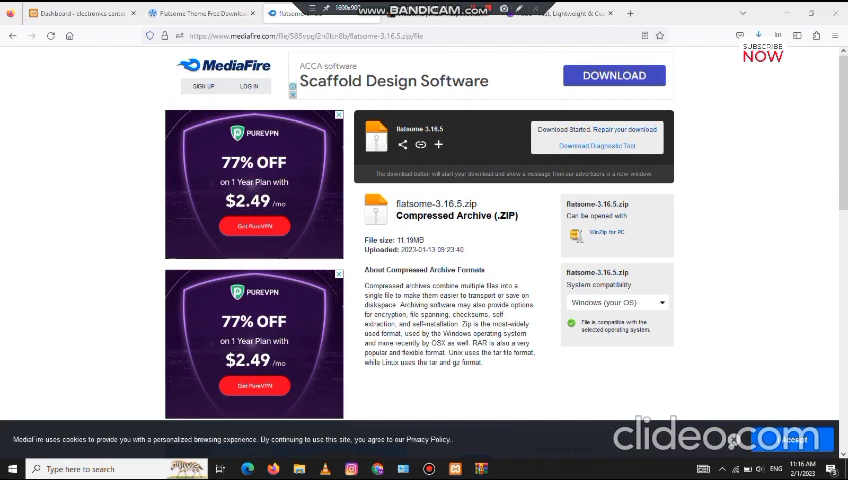 Dashboard - electronics center
Flatsome Theme Free Download
1600x900
www.BANDICAM.com
Fast, Lightweight & Cus
https://www.mediafire.com/file/
/file
SUBSCRIBE
NOW
MediaFire
SIGN UP
LOG IN
ACCA software
Scaffold Design Software
DOWNLOAD
PUREVPN
77% OFF
on 1 Year Plan with
$2.49 /mo
Get PureVPN
flatsome 3.16.5
Download Started. Repair your download
Download Diagnostic Tool
The download button will start your download and show a message from our advertisers in a new window.
flatsome-3.16.5.zip
Compressed Archive (.ZIP)
File size: 11.19MB
Uploaded: 2023-01-13 09:23:40
About Compressed Archive Formats
Compressed archives combine multiple files into a
single file to make them easier to transport or save on
diskspace. Archiving software may also provide options
for encryption, file spanning, checksums, self-
extraction, and self-installation. Zip is the most-widely
used format, used by the Windows operating system
and more recently by OSX as well. RAR is also a very
popular and flexible format. Unix uses the tar file format,
while Linux uses the tar and gz format.
flatsome-3.16.5.zip
Can be opened with
WinZip for PC
flatsome-3.16.5.zip
System compatibility
Windows (your OS)
File is compatible with the
selected operating system.
PUREVPN
77% OFF
on 1 Year Plan with
$2.49 /mo
Get PureVPN
MediaFire uses cookies to provide you with a personalized browsing experience. By continuing to use this site, you agree to our Privacy Policy..
Accept
clideo.com
Type here to search
ENG
11:16 AM
2/1/2023